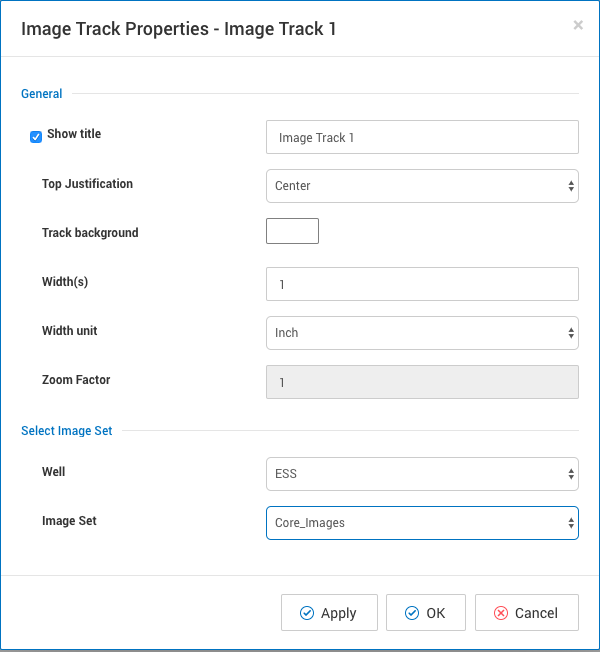 Image Track Properties - Image Track 1
General
Show title
Image Track 1
Top Justification
Center
Track background
Width(s)
1
Width unit
Inch
Zoom Factor
1
Select Image Set
Well
ESS
Image Set
Core_Images
Apply
OK
Cancel